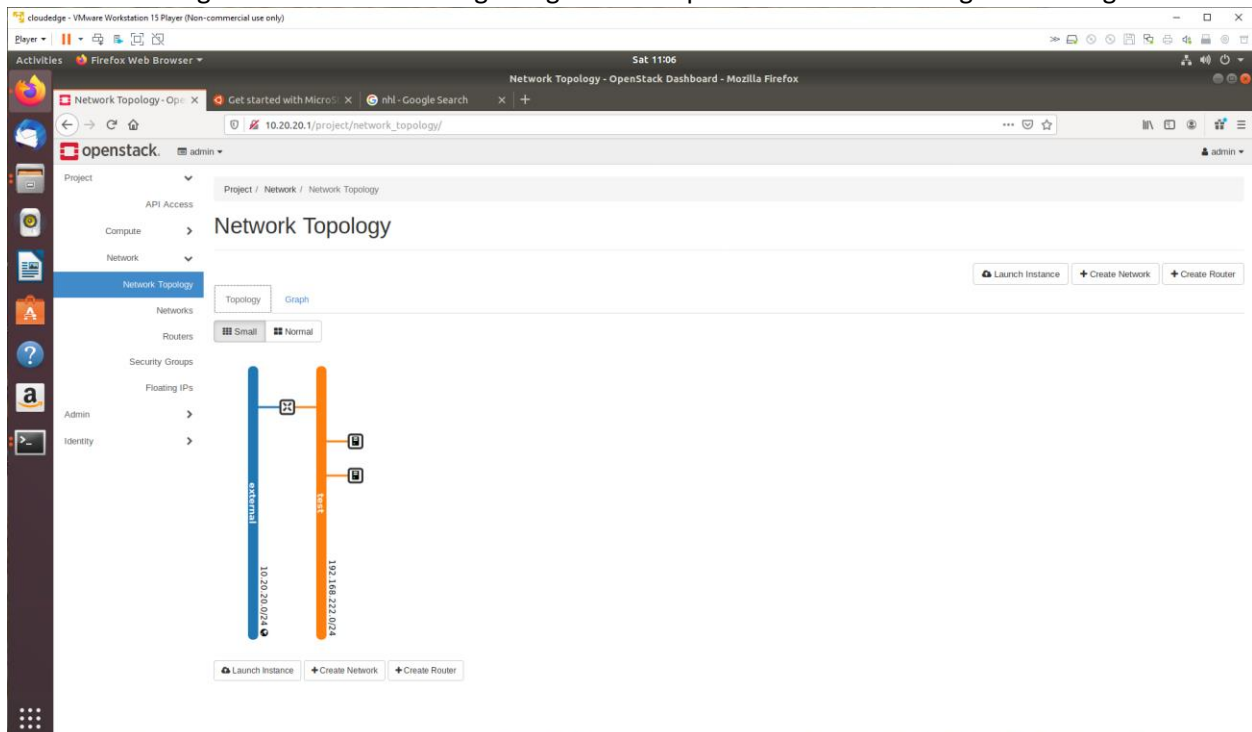 cloudedge - VMware Workstation 15 Player (Non-commercial use only)
Player
Activities Firefox Web Browser Sat 11:06
Network Topology - OpenStack Dashboard - Mozilla Firefox
Network Topology - Ope Get started with MicroS nhl - Google Search
10.20.20.1/project/network_topology/
openstack. admin admin
Project
Project / Network / Network Topology
API Access
Network Topology
Compute
Network
Launch Instance + Create Network + Create Router
Network Topology
Topology Graph
Networks
Small Normal
Routers
Security Groups
Floating IPs
Admin
Identity
external
test
10.20.20.0/24
192.168.222.0/24
Launch Instance + Create Network + Create Router